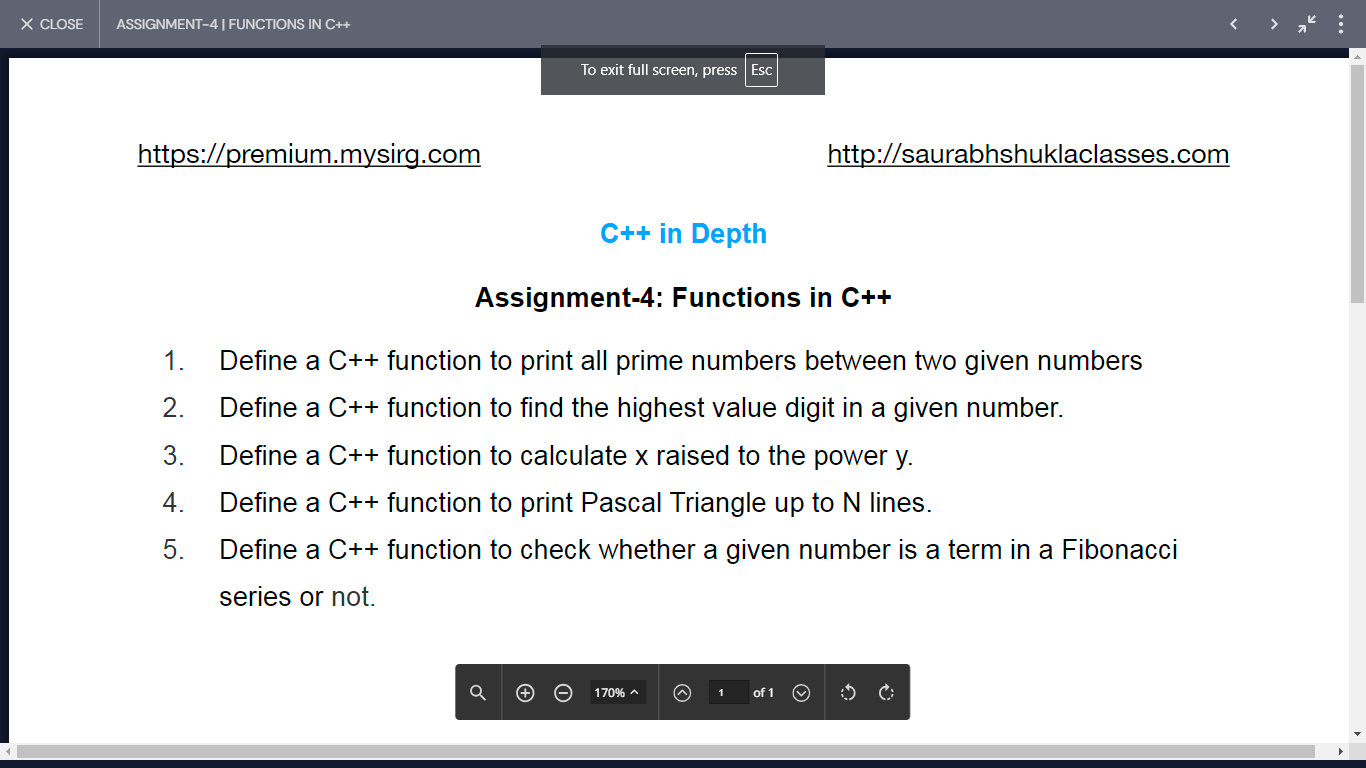 CLOSE
ASSIGNMENT-4 | FUNCTIONS IN C++
To exit full screen, press Esc
https://premium.mysirg.com
http://saurabhshuklaclasses.com
C++ in Depth
Assignment-4: Functions in C++
1. Define a C++ function to print all prime numbers between two given numbers
2. Define a C++ function to find the highest value digit in a given number.
3. Define a C++ function to calculate x raised to the power y.
4. Define a C++ function to print Pascal Triangle up to N lines.
5. Define a C++ function to check whether a given number is a term in a Fibonacci
series or not.
170%
1 of 1